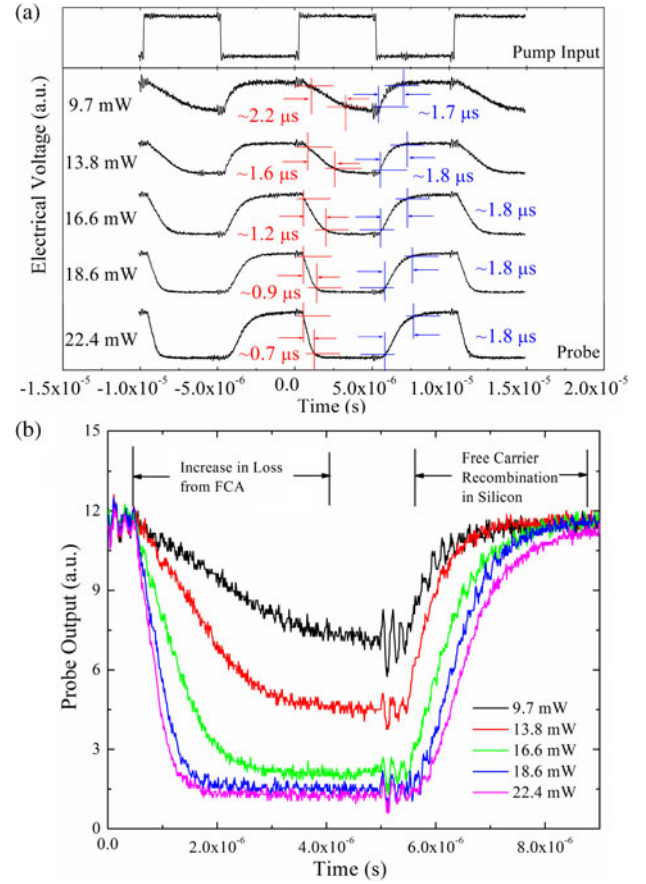 (a)
Pump Input
Electrical Voltage (a.u.)
9.7 mW
~2.2 μs
~1.7 μs
13.8 mW
~1.6 μs
~1.8 μs
16.6 mW
~1.2 μs
~1.8 μs
18.6 mW
~0.9 μs
~1.8 μs
22.4 mW
~0.7 μs
~1.8 μs
Probe
-1.5x10⁻⁵ -1.0x10⁻⁵ -5.0x10⁻⁶ 0.0 5.0x10⁻⁶ 1.0x10⁻⁵ 1.5x10⁻⁵ 2.0x10⁻⁵
Time (s)
(b)
Probe Output (a.u.)
15
12
9
6
3
0
Increase in Loss
from FCA
Free Carrier
Recombination
in Silicon
9.7 mW
13.8 mW
16.6 mW
18.6 mW
22.4 mW
0.0 2.0x10⁻⁶ 4.0x10⁻⁶ 6.0x10⁻⁶ 8.0x10⁻⁶
Time (s)